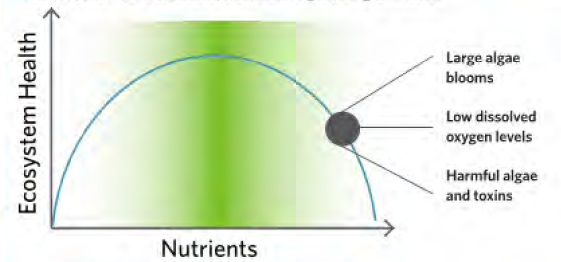 Ecosystem Health
Large algae
blooms
Low dissolved
oxygen levels
Harmful algae
and toxins
Nutrients